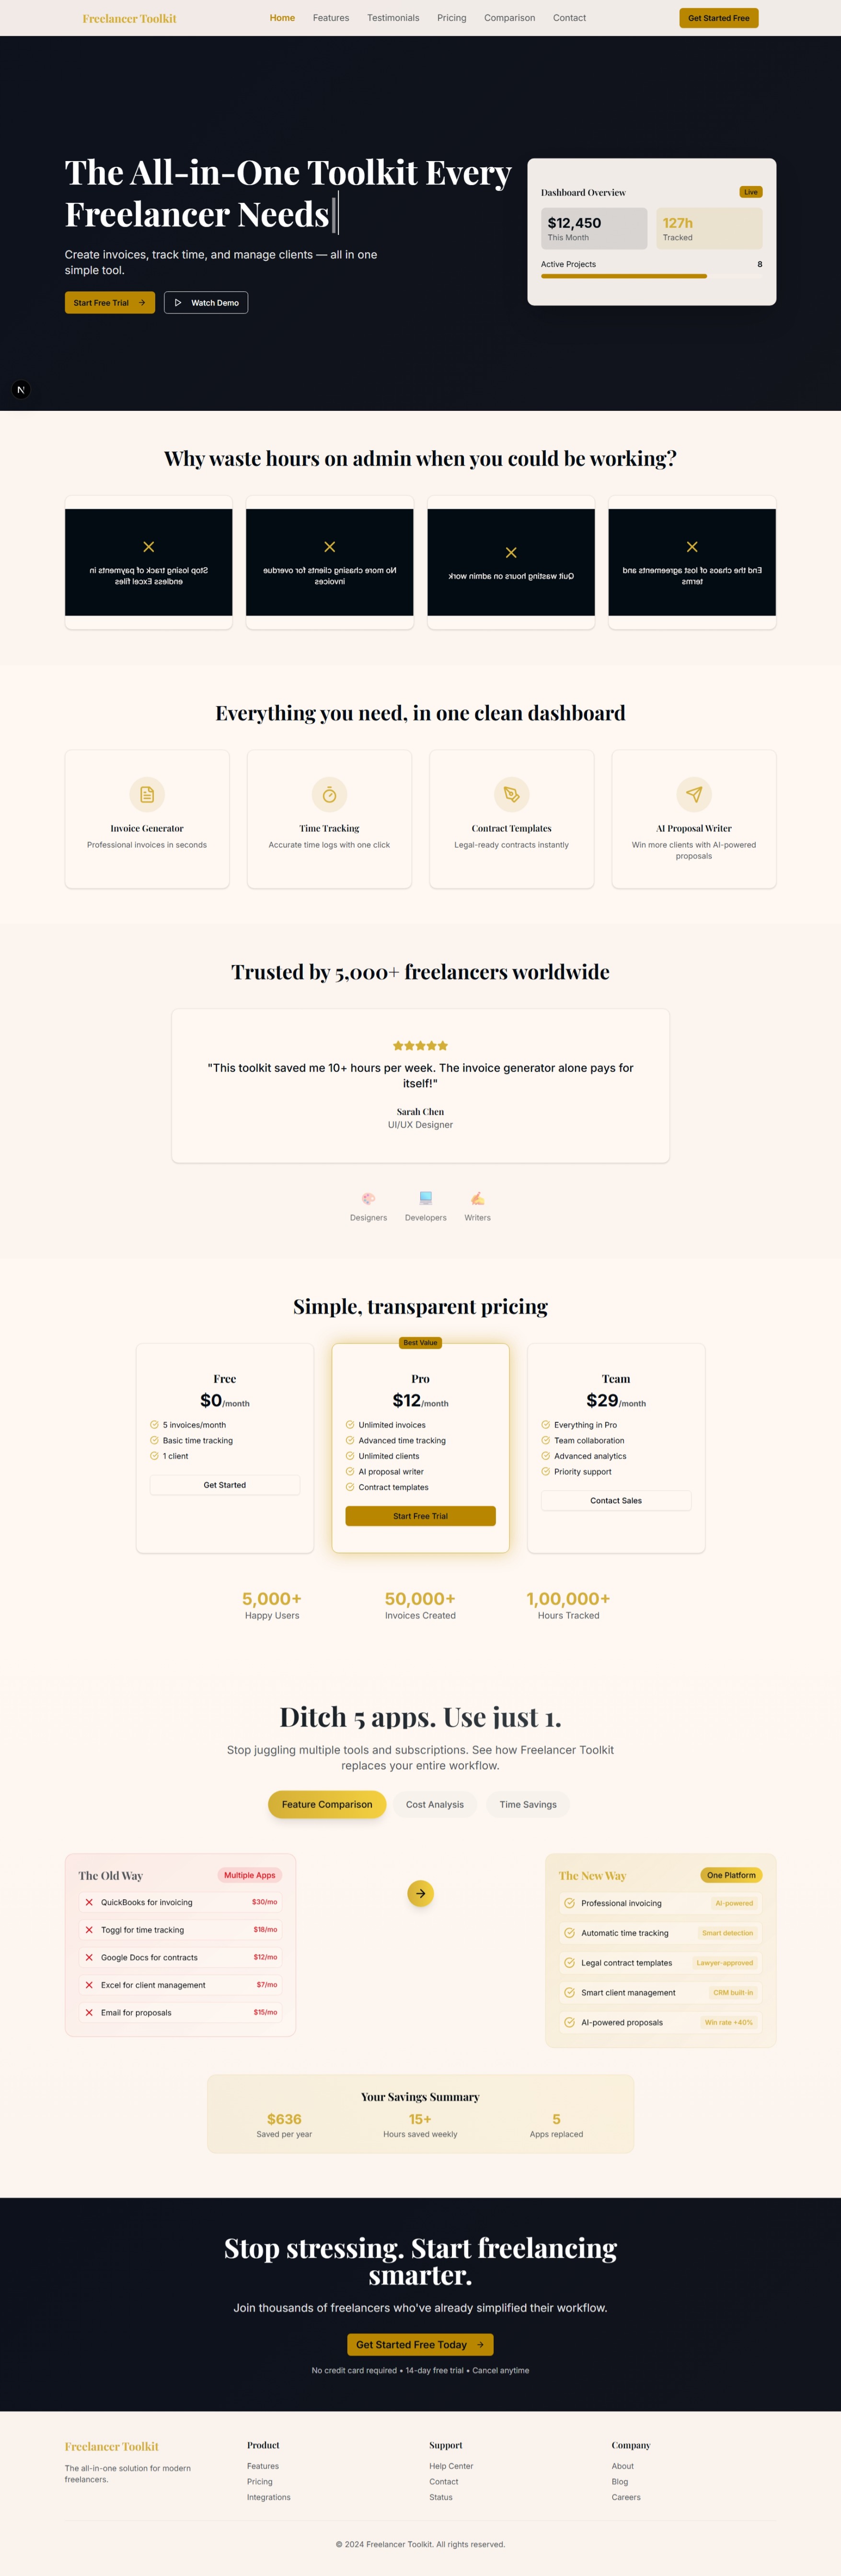 Freelancer Toolkit
Home Features Testimonials Pricing Comparison Contact
Get Started Free
The All-in-One Toolkit Every
Freelancer Needs
Create invoices, track time, and manage clients — all in one
simple tool.
Start Free Trial
Watch Demo
Dashboard Overview
Live
$12,450
This Month
127h
Tracked
Active Projects
8
N
Why waste hours on admin when you could be working?
Stop losing track of payments in
endless Excel files
No more chasing clients for overdue
invoices
Quit wasting hours on admin work
End the chaos of lost agreements and
terms
Everything you need, in one clean dashboard
Invoice Generator
Professional invoices in seconds
Time Tracking
Accurate time logs with one click
Contract Templates
Legal-ready contracts instantly
AI Proposal Writer
Win more clients with AI-powered
proposals
Trusted by 5,000+ freelancers worldwide
"This toolkit saved me 10+ hours per week. The invoice generator alone pays for
itself!"
Sarah Chen
UI/UX Designer
Designers
Developers
Writers
Simple, transparent pricing
Free
$0/month
5 invoices/month
Basic time tracking
1 client
Get Started
Best Value
Pro
$12/month
Unlimited invoices
Advanced time tracking
Unlimited clients
AI proposal writer
Contract templates
Start Free Trial
Team
$29/month
Everything in Pro
Team collaboration
Advanced analytics
Priority support
Contact Sales
5,000+
Happy Users
50,000+
Invoices Created
1,00,000+
Hours Tracked
Ditch 5 apps. Use just 1.
Stop juggling multiple tools and subscriptions. See how Freelancer Toolkit
replaces your entire workflow.
Feature Comparison
Cost Analysis
Time Savings
The Old Way
Multiple Apps
QuickBooks for invoicing $30/mo
Toggl for time tracking $18/mo
Google Docs for contracts $12/mo
Excel for client management $7/mo
Email for proposals $15/mo
The New Way
One Platform
Professional invoicing AI-powered
Automatic time tracking Smart detection
Legal contract templates Lawyer-approved
Smart client management CRM built-in
AI-powered proposals Win rate +40%
Your Savings Summary
$636
Saved per year
15+
Hours saved weekly
5
Apps replaced
Stop stressing. Start freelancing
smarter.
Join thousands of freelancers who've already simplified their workflow.
Get Started Free Today
No credit card required • 14-day free trial • Cancel anytime
Freelancer Toolkit
The all-in-one solution for modern
freelancers.
Product
Features
Pricing
Integrations
Support
Help Center
Contact
Status
Company
About
Blog
Careers
© 2024 Freelancer Toolkit. All rights reserved.